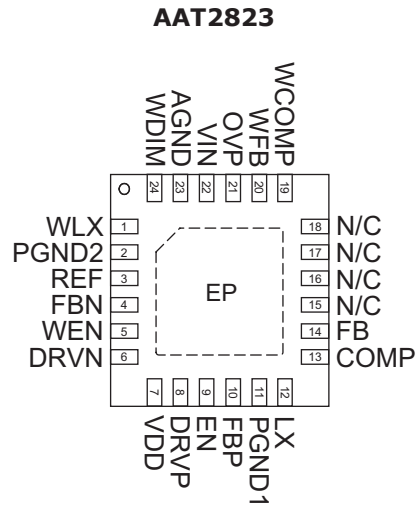 AAT2823
WDIM
AGND
VIN
OVP
WFB
WCOMP
24
23
22
21
20
19
WLX 1
PGND2 2
REF 3
FBN 4
WEN 5
DRVN 6
EP
18 N/C
17 N/C
16 N/C
15 N/C
14 FB
13 COMP
7
8
9
10
11
12
VDD
DRVP
EN
FBP
PGND1
LX